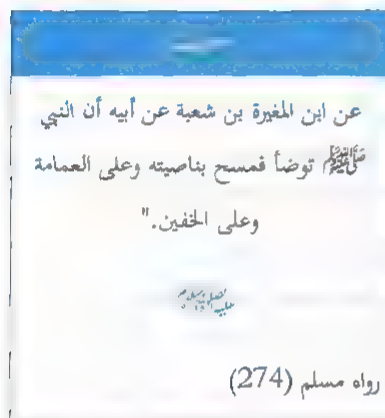 عن ابن المغيرة بن شعبة عن أبيه أن النبي
ﷺ توضأ فمسح بناصيته وعلى العمامة
وعلى الخفين."
رواه مسلم (274)